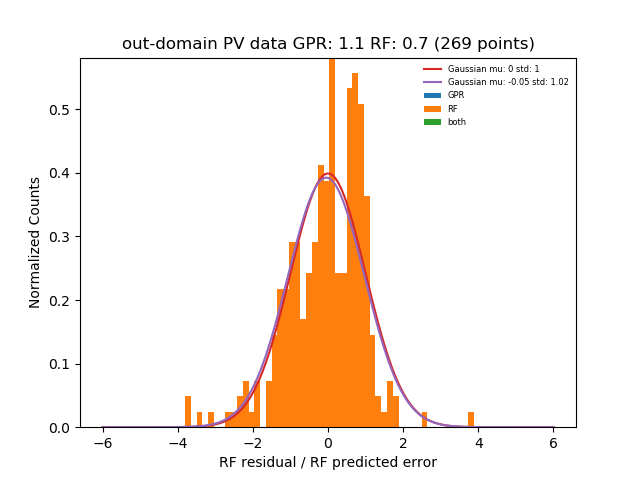 out-domain PV data GPR: 1.1 RF: 0.7 (269 points)
Gaussian mu: 0 std: 1
Gaussian mu: -0.05 std: 1.02
GPR
RF
both
Normalized Counts
0.5
0.4
0.3
0.2
0.1
0.0
−6 −4 −2 0 2 4 6
RF residual / RF predicted error